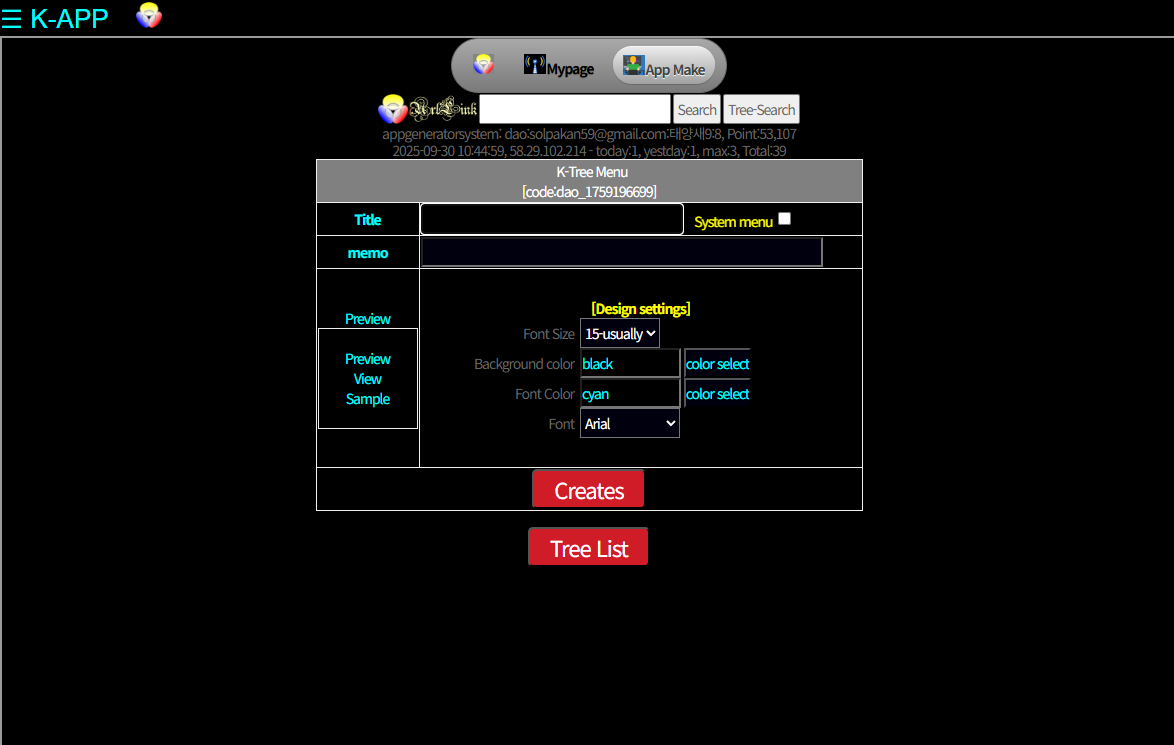 ☰ K-APP
Mypage App Make
UrlLink Search Tree-Search
appgeneratorsystem: dao:solpakan59@gmail.com:태양새9:8, Point:53,107
2025-09-30 10:44:59, 58.29.102.214 - today:1, yestday:1, max:3, Total:39
K-Tree Menu
[code:dao_1759196699]
Title System menu
memo
[Design settings]
Preview
Font Size 15-usually
Preview
View
Sample
Background color black color select
Font Color cyan color select
Font Arial
Creates
Tree List